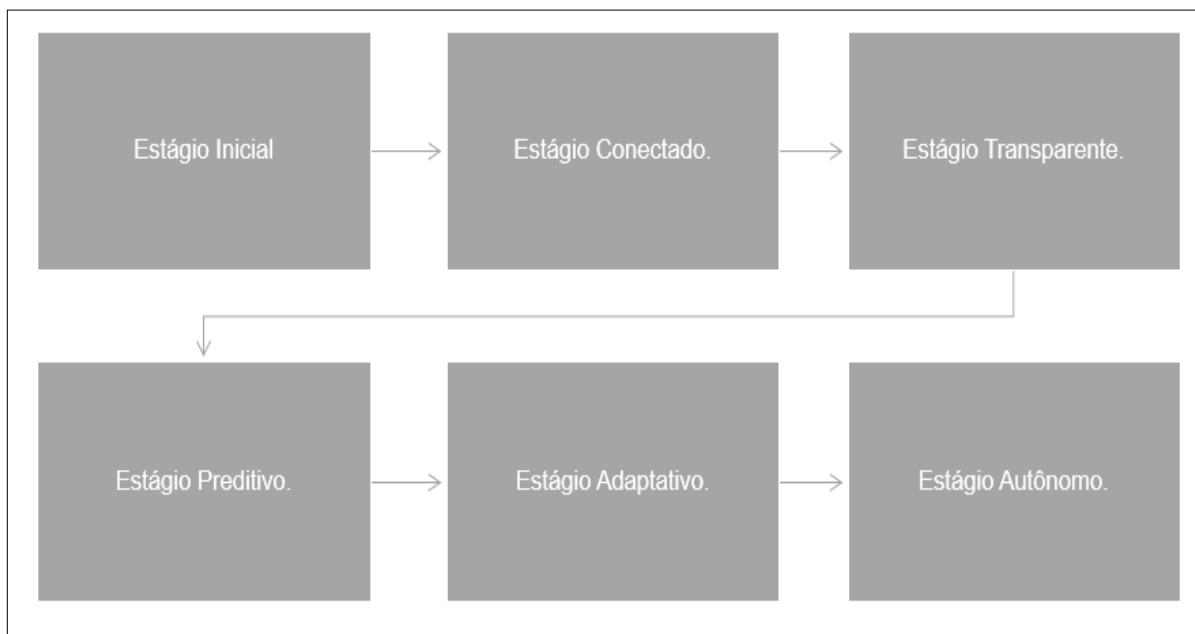 Estágio Inicial
Estágio Conectado.
Estágio Transparente.
Estágio Preditivo.
Estágio Adaptativo.
Estágio Autônomo.